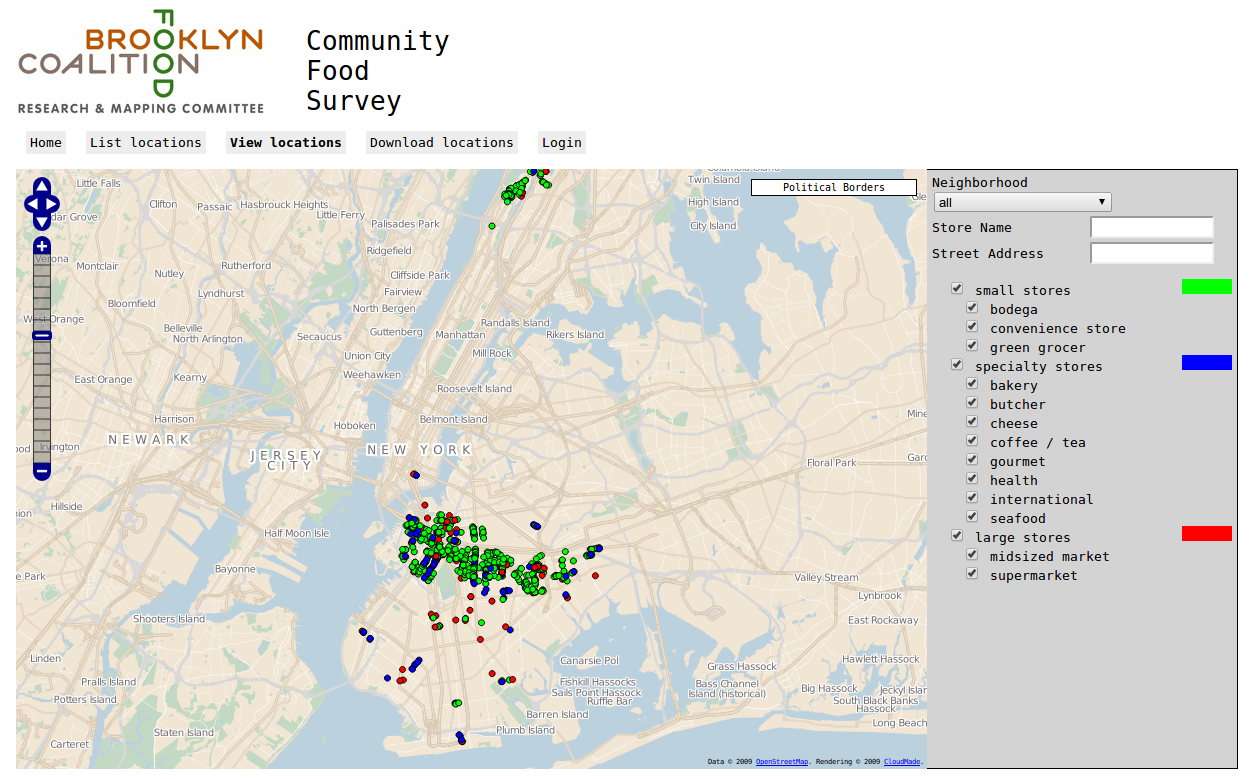 FOOD
BROOKLYN
COALITION
RESEARCH & MAPPING COMMITTEE
Community
Food
Survey
Home
List locations
View locations
Download locations
Login
Political Borders
Little Falls
Clifton
Passaic
Hasbrouck Heights
Little Ferry
Palisades Park
Twin Island
High Island
City Island
dar Grove
Verona
Montclair
Nutley
Rutherford
Ridgefield
Cliffside Park
Lyndhurst
Fairview
Bloomfield
North Bergen
West Orange
Belleville
North Arlington
Secaucus
Guttenberg
Manhattan
Randalls Island
Rikers Island
Union City
Mill Rock
Weehawken
East Orange
Kearny
Roosevelt Island
Harrison
Hoboken
Belmont Island
NEWARK
Irvington
JERSEY
CITY
NEW YORK
Floral Park
Hillside
Half Moon Isle
Bayonne
e Park
Valley Stream
Lynbrook
East Rockaway
Shooters Island
Linden
Canarsie Pol
Grass Hassock
Hawlett Hassock
Pralls Island
Fishkill Hassocks
Bass Channel
Island (historical)
Big Hassock
Sails Point Hassock
Ruffle Bar
South Black Banks
Hassock
Potters Island
Barren Island
Long Beach
Staten Island
Plumb Island
Carteret
Data © 2009 OpenStreetMap. Rendering © 2009 CloudMade.
Neighborhood
all
Store Name
Street Address
small stores
bodega
convenience store
green grocer
specialty stores
bakery
butcher
cheese
coffee / tea
gourmet
health
international
seafood
large stores
midsized market
supermarket